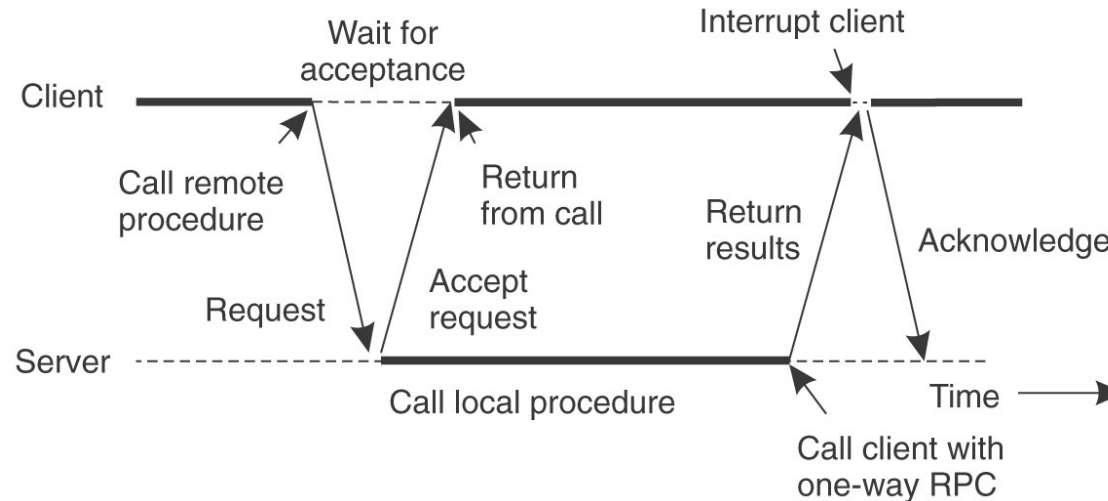 Interrupt client
Wait for
acceptance
Client
Call remote
procedure
Return
from call
Return
results
Acknowledge
Request
Accept
request
Server
Call local procedure
Time
Call client with
one-way RPC